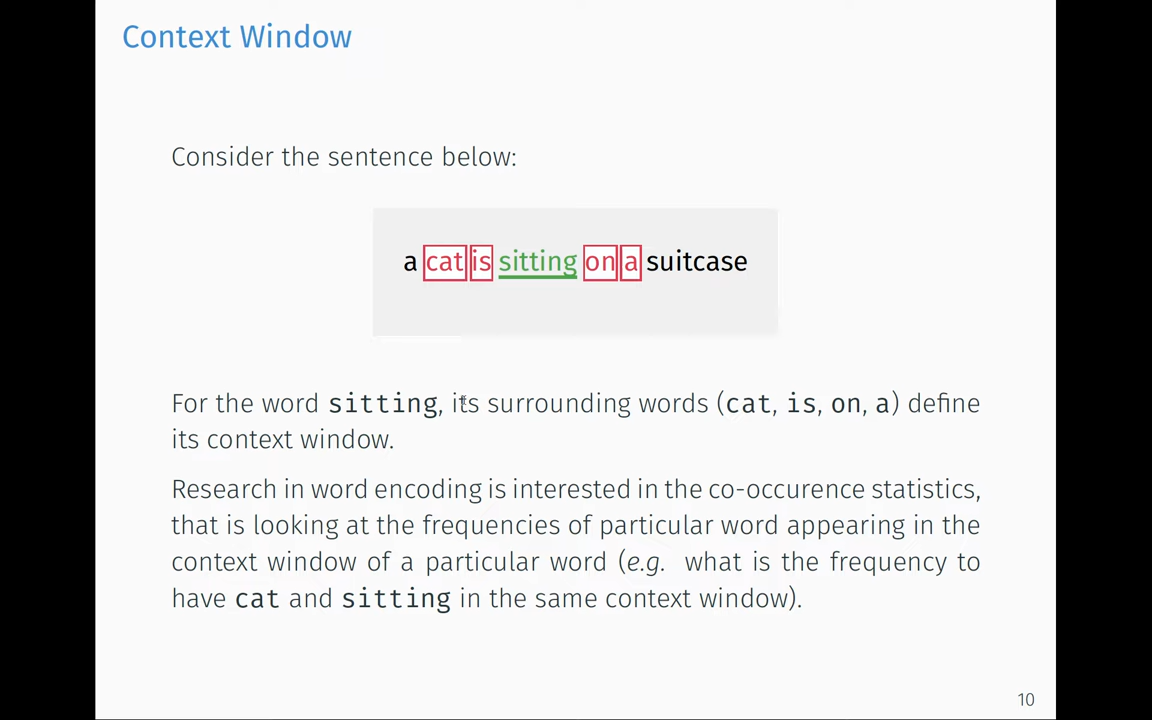 Context Window
Consider the sentence below:
a cat is sitting on a suitcase
For the word sitting, its surrounding words (cat, is, on, a) define
its context window.
Research in word encoding is interested in the co-occurence statistics,
that is looking at the frequencies of particular word appearing in the
context window of a particular word (e.g. what is the frequency to
have cat and sitting in the same context window).
10